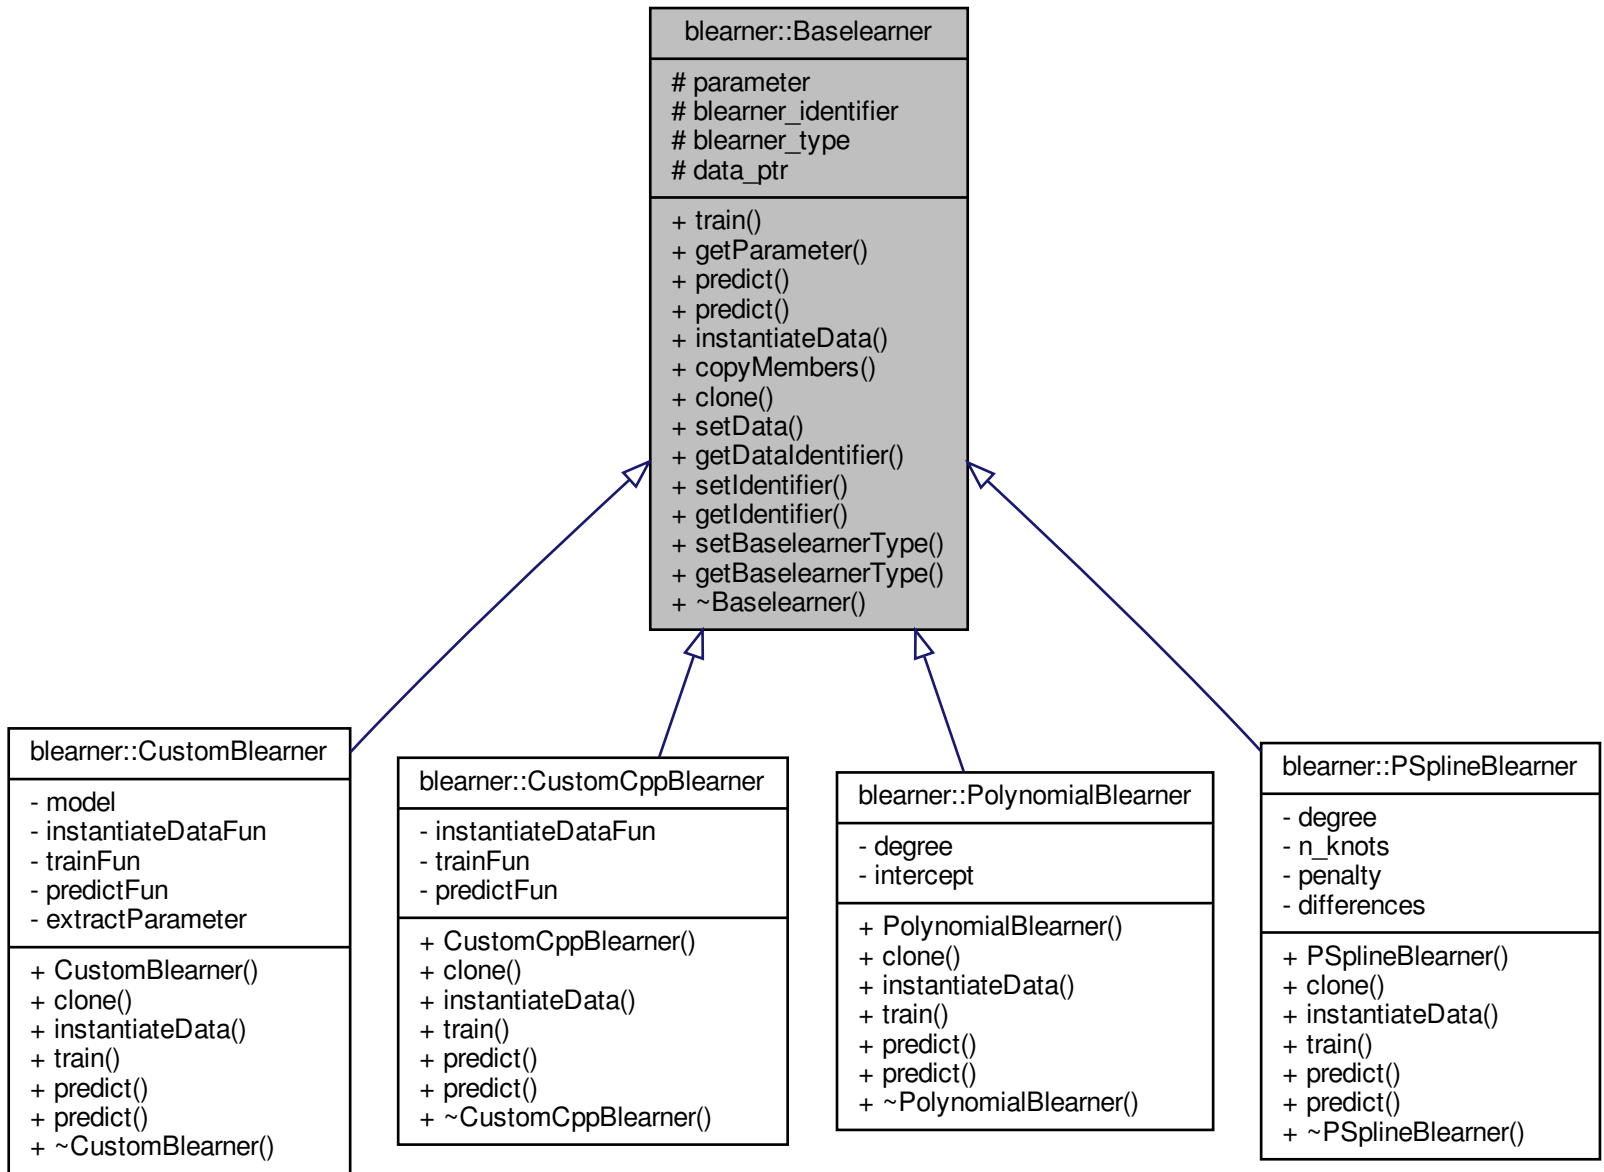 blearner::Baselearner
# parameter
# blearner_identifier
# blearner_type
# data_ptr
+ train()
+ getParameter()
+ predict()
+ predict()
+ instantiateData()
+ copyMembers()
+ clone()
+ setData()
+ getDataIdentifier()
+ setIdentifier()
+ getIdentifier()
+ setBaselearnerType()
+ getBaselearnerType()
+ ~Baselearner()
blearner::CustomBlearner
- model
- instantiateDataFun
- trainFun
- predictFun
- extractParameter
+ CustomBlearner()
+ clone()
+ instantiateData()
+ train()
+ predict()
+ predict()
+ ~CustomBlearner()
blearner::CustomCppBlearner
- instantiateDataFun
- trainFun
- predictFun
+ CustomCppBlearner()
+ clone()
+ instantiateData()
+ train()
+ predict()
+ predict()
+ ~CustomCppBlearner()
blearner::PolynomialBlearner
- degree
- intercept
+ PolynomialBlearner()
+ clone()
+ instantiateData()
+ train()
+ predict()
+ predict()
+ ~PolynomialBlearner()
blearner::PSplineBlearner
- degree
- n_knots
- penalty
- differences
+ PSplineBlearner()
+ clone()
+ instantiateData()
+ train()
+ predict()
+ predict()
+ ~PSplineBlearner()